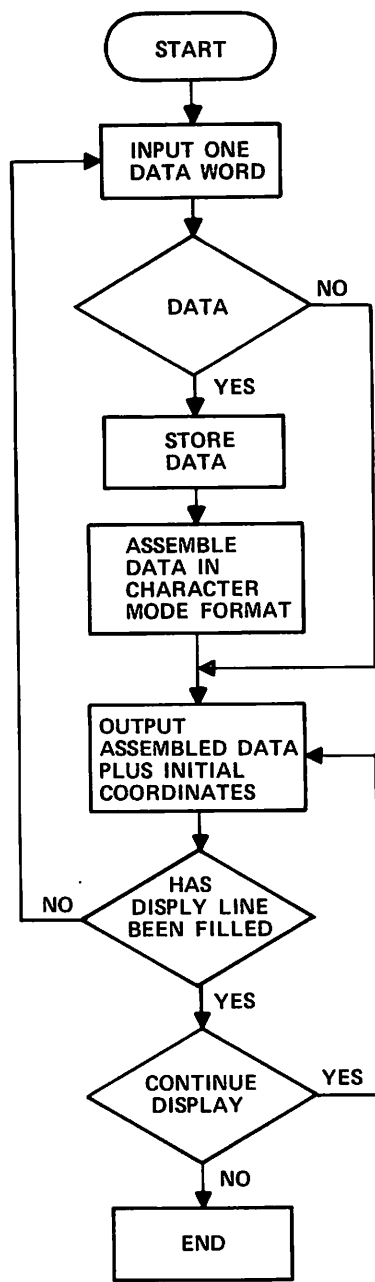 START
INPUT ONE
DATA WORD
DATA
NO
YES
STORE
DATA
ASSEMBLE
DATA IN
CHARACTER
MODE FORMAT
OUTPUT
ASSEMBLED DATA
PLUS INITIAL
COORDINATES
HAS
DISPLY LINE
BEEN FILLED
NO
YES
CONTINUE
DISPLAY
YES
NO
END